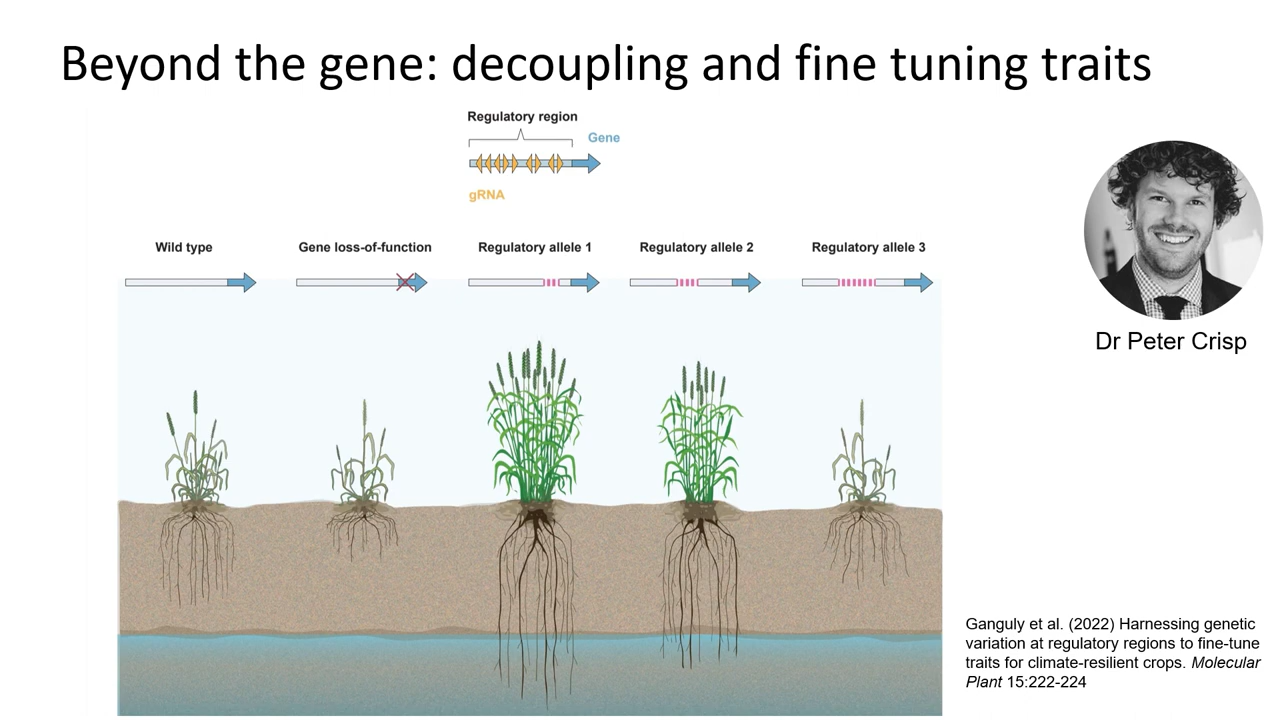 Beyond the gene: decoupling and fine tuning traits
Regulatory region
Gene
gRNA
Wild type
Gene loss-of-function
Regulatory allele 1
Regulatory allele 2
Regulatory allele 3
Dr Peter Crisp
Ganguly et al. (2022) Harnessing genetic
variation at regulatory regions to fine-tune
traits for climate-resilient crops. Molecular
Plant 15:222-224